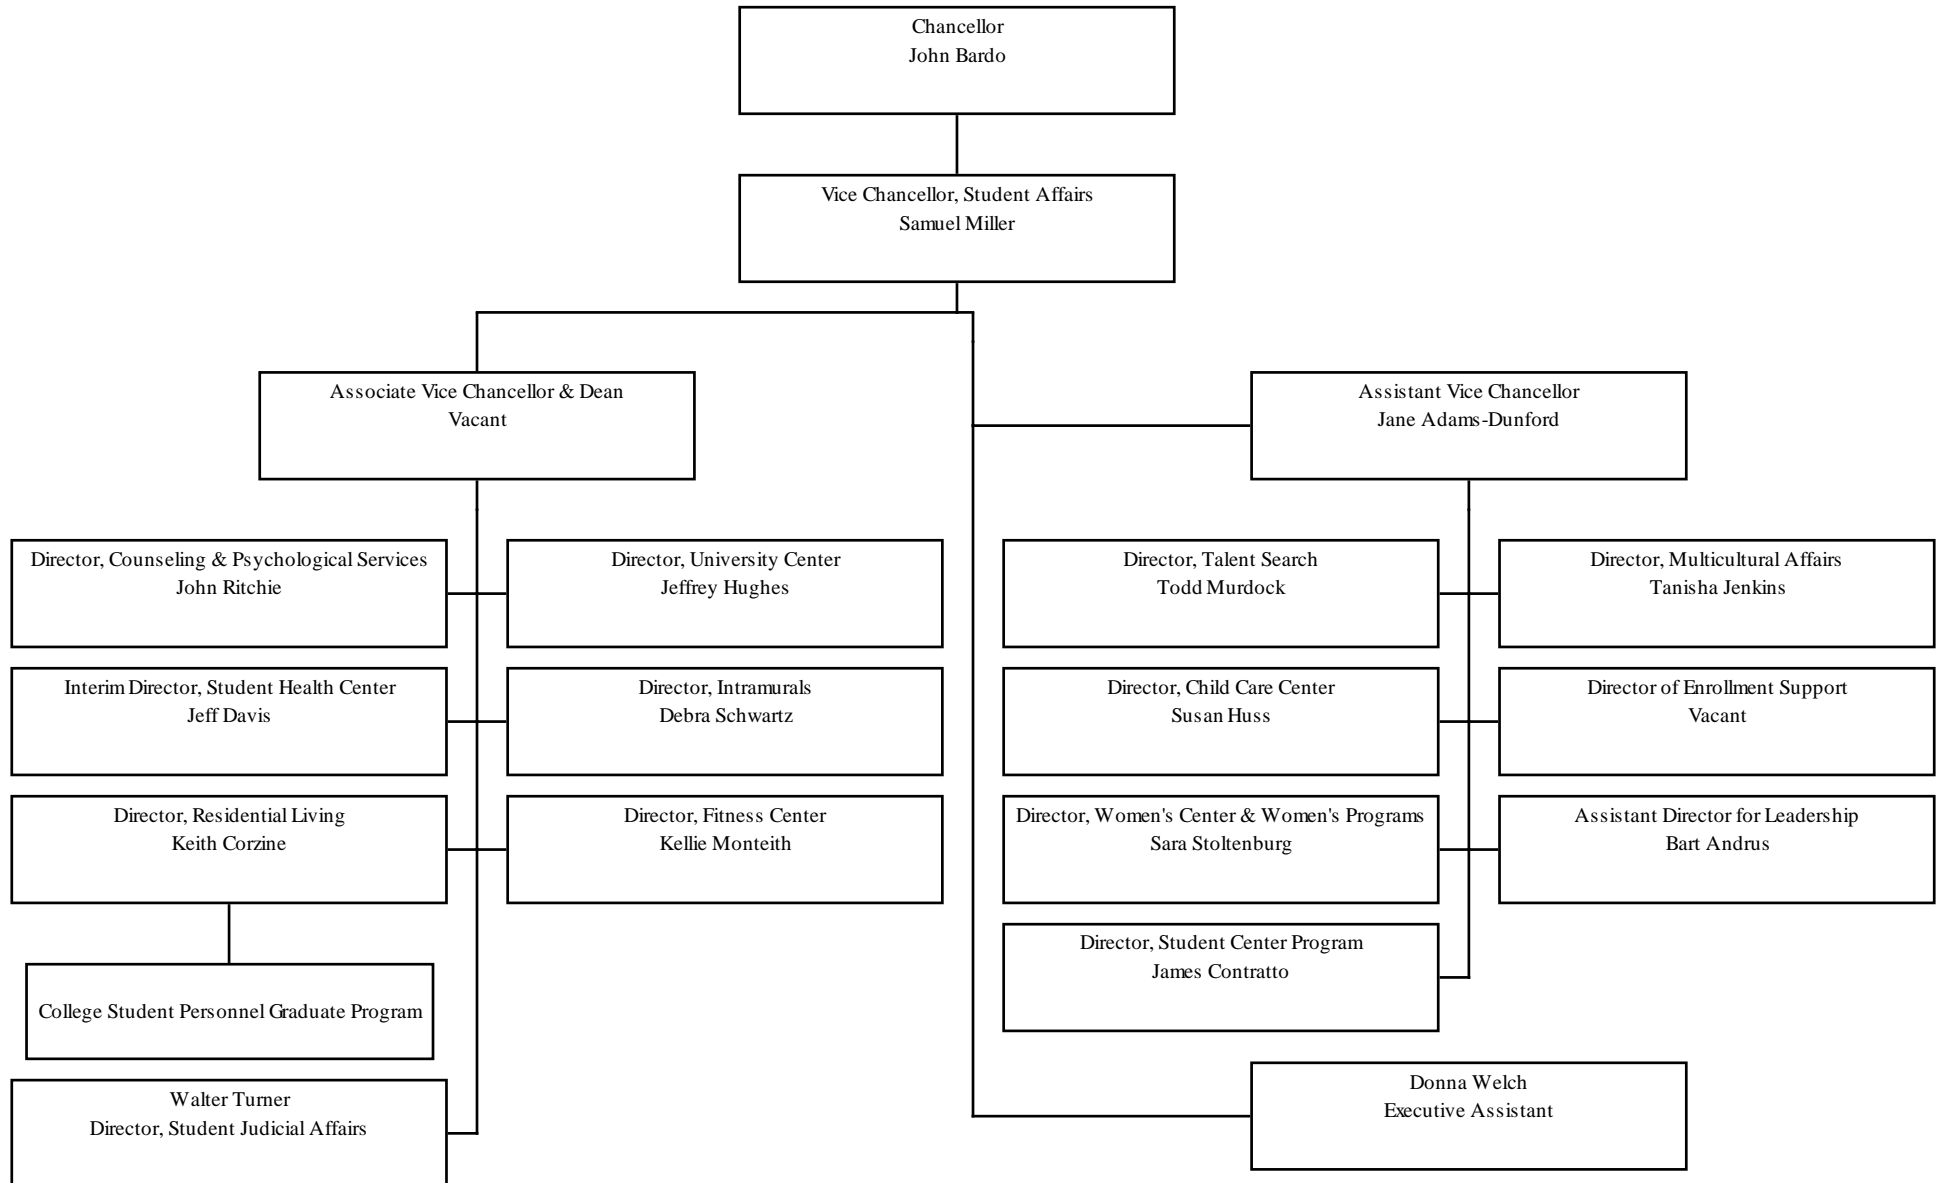 Chancellor
John Bardo
Vice Chancellor, Student Affairs
Samuel Miller
Associate Vice Chancellor & Dean
Vacant
Assistant Vice Chancellor
Jane Adams-Dunford
Director, Counseling & Psychological Services
John Ritchie
Director, University Center
Jeffrey Hughes
Director, Talent Search
Todd Murdock
Director, Multicultural Affairs
Tanisha Jenkins
Interim Director, Student Health Center
Jeff Davis
Director, Intramurals
Debra Schwartz
Director, Child Care Center
Susan Huss
Director of Enrollment Support
Vacant
Director, Residential Living
Keith Corzine
Director, Fitness Center
Kellie Monteith
Director, Women's Center & Women's Programs
Sara Stoltenburg
Assistant Director for Leadership
Bart Andrus
Director, Student Center Program
James Contratto
College Student Personnel Graduate Program
Walter Turner
Director, Student Judicial Affairs
Donna Welch
Executive Assistant